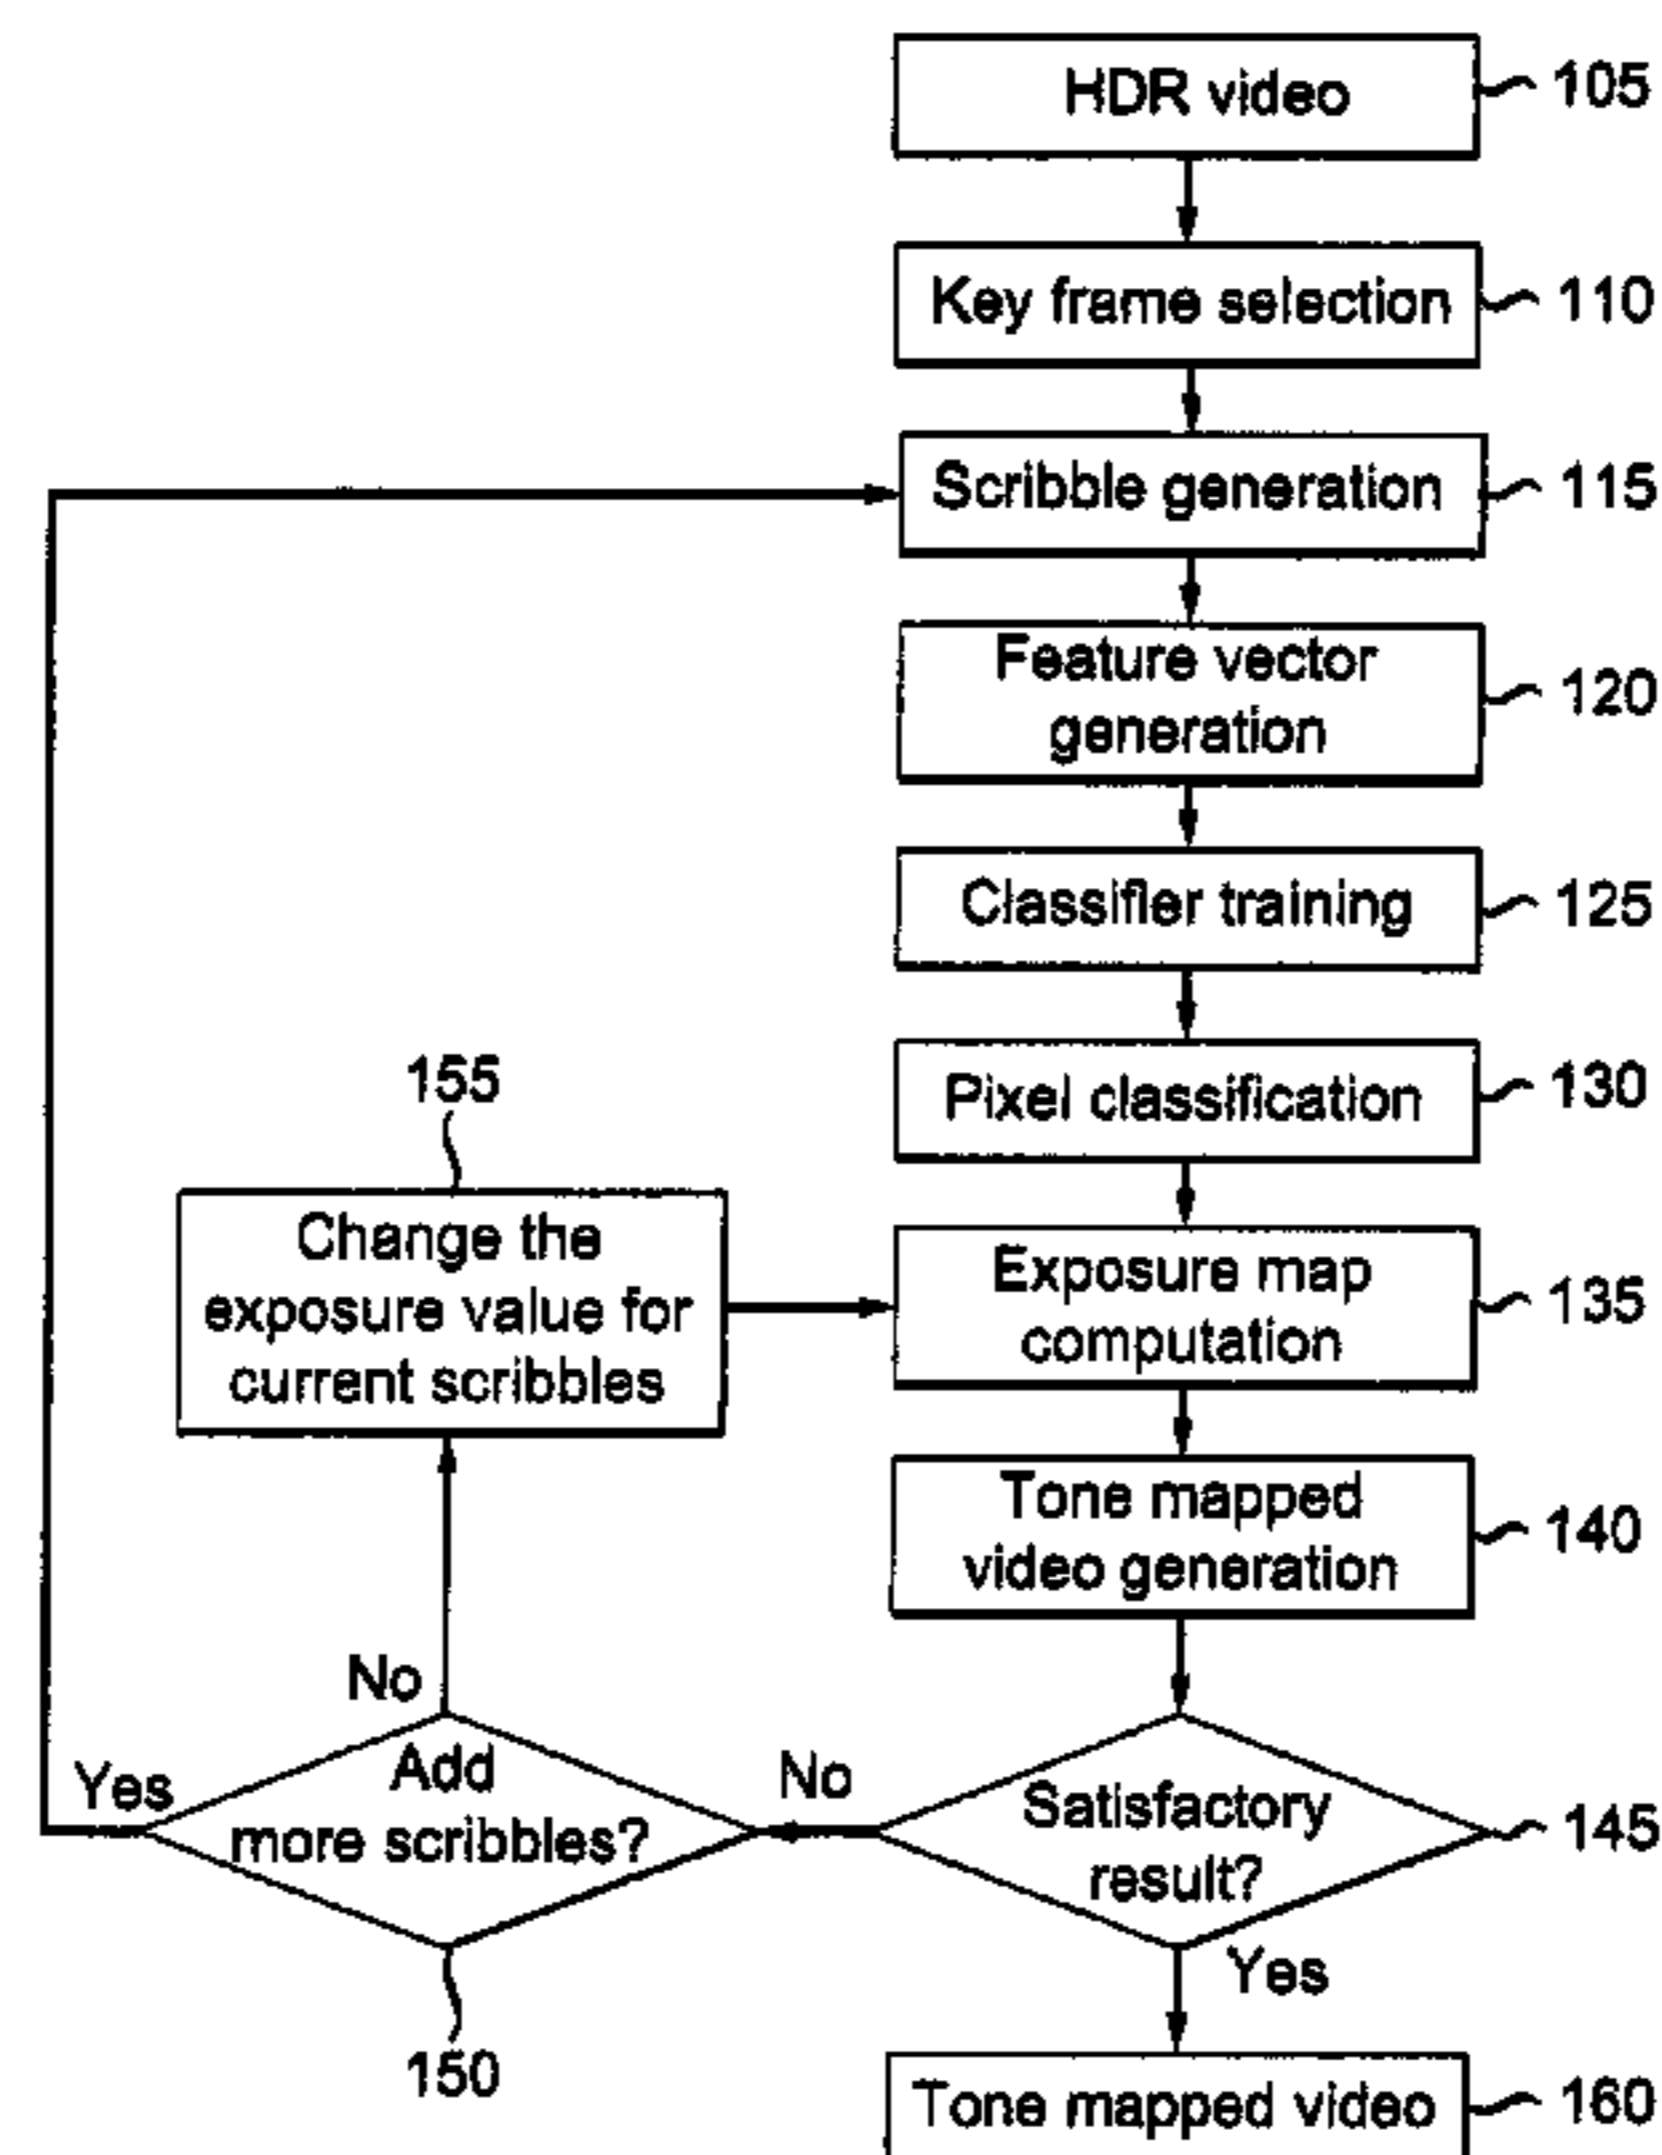 HDR video
105
Key frame selection
110
Scribble generation
115
Feature vector
generation
120
Classifier training
125
Pixel classification
130
155
Change the
exposure value for
current scribbles
Exposure map
computation
135
Tone mapped
video generation
140
No
Yes
Add
more scribbles?
No
Satisfactory
result?
145
Yes
150
Tone mapped video
160